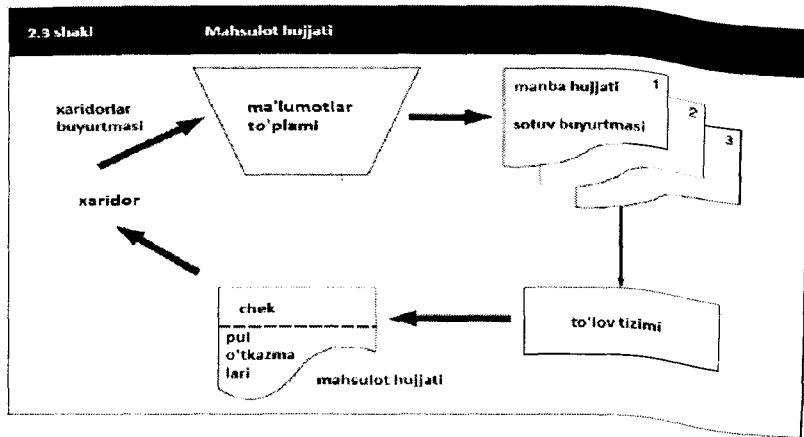 2.3 shakl Mahsulot hujjati
xaridorlar
buyurtmasi
ma'lumotlar
to'plami
manba hujjati 1
sotuv buyurtmasi
2
3
xaridor
chek
pul
o'tkazma
lari
mahsulot hujjati
to'lov tizimi